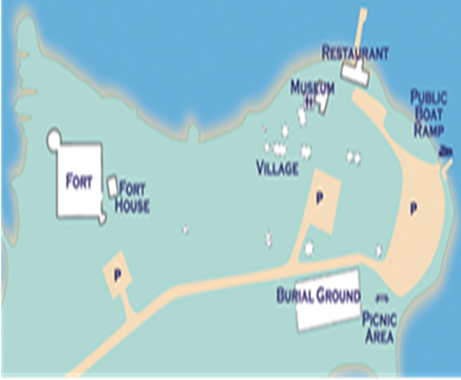 RESTAURANT
MUSEUM
PUBLIC
BOAT
RAMP
VILLAGE
FORT
FORT
HOUSE
P
P
P
BURIAL GROUND
PICNIC
AREA